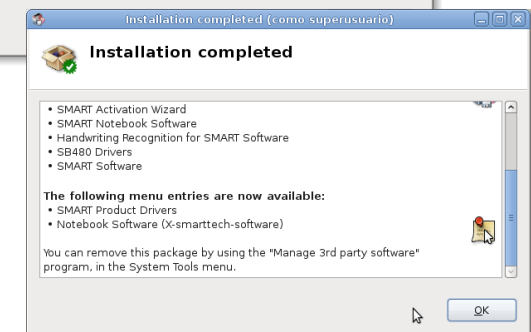 Installation completed (como superusuario)
Installation completed
• SMART Activation Wizard
• SMART Notebook Software
• Handwriting Recognition for SMART Software
• SB480 Drivers
• SMART Software
The following menu entries are now available:
• SMART Product Drivers
• Notebook Software (X-smarttech-software)
You can remove this package by using the "Manage 3rd party software"
program, in the System Tools menu.
OK